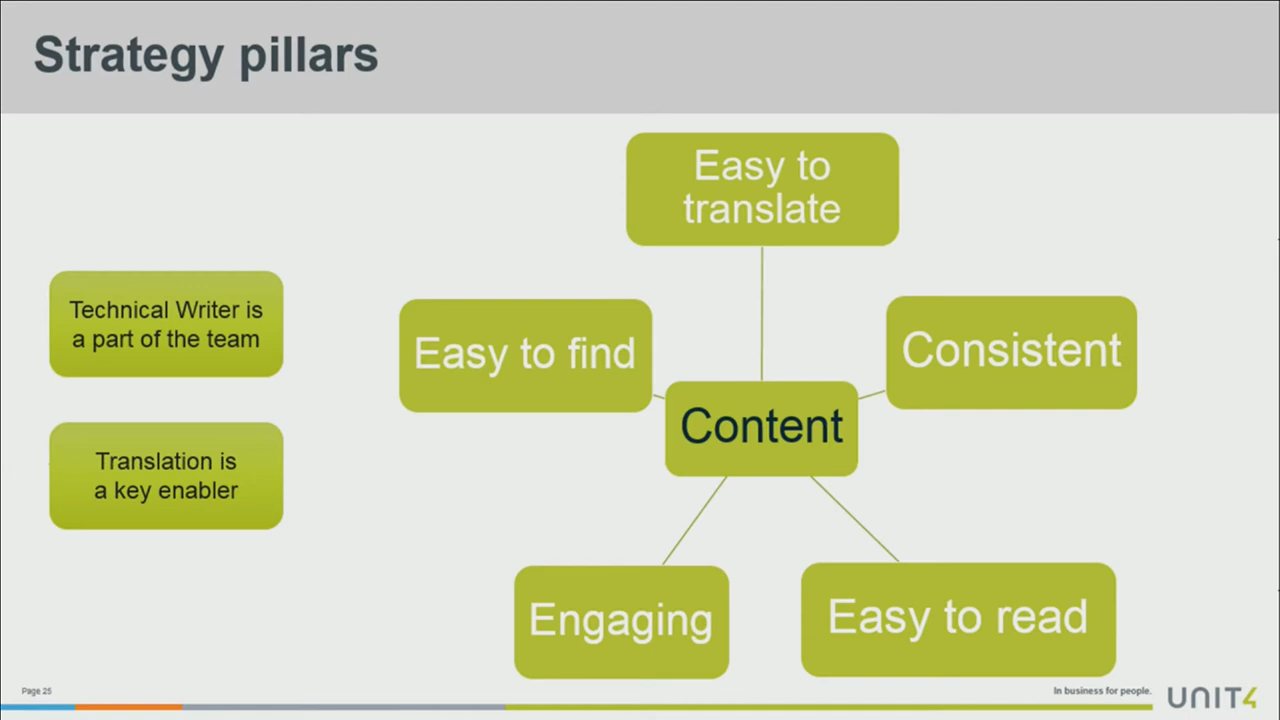 Strategy pillars
Technical Writer is
a part of the team
Translation is
a key enabler
Easy to
translate
Easy to find
Consistent
Content
Engaging
Easy to read
Page 25
In business for people.
UNIT4